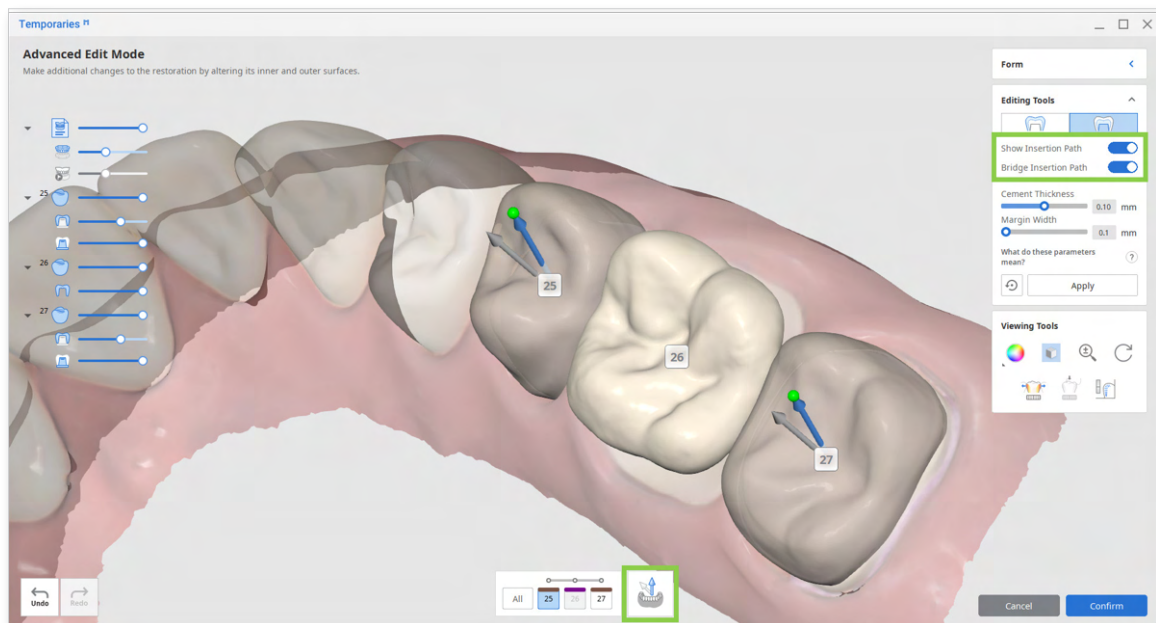 Temporaries
Advanced Edit Mode
Make additional changes to the restoration by altering its inner and outer surfaces.
25
26
27
25
26
27
Form
Editing Tools
Show Insertion Path
Bridge Insertion Path
Cement Thickness
0.10 mm
Margin Width
0.1 mm
What do these parameters
mean?
?
Apply
Viewing Tools
Undo
Redo
All
25
26
27
Cancel
Confirm